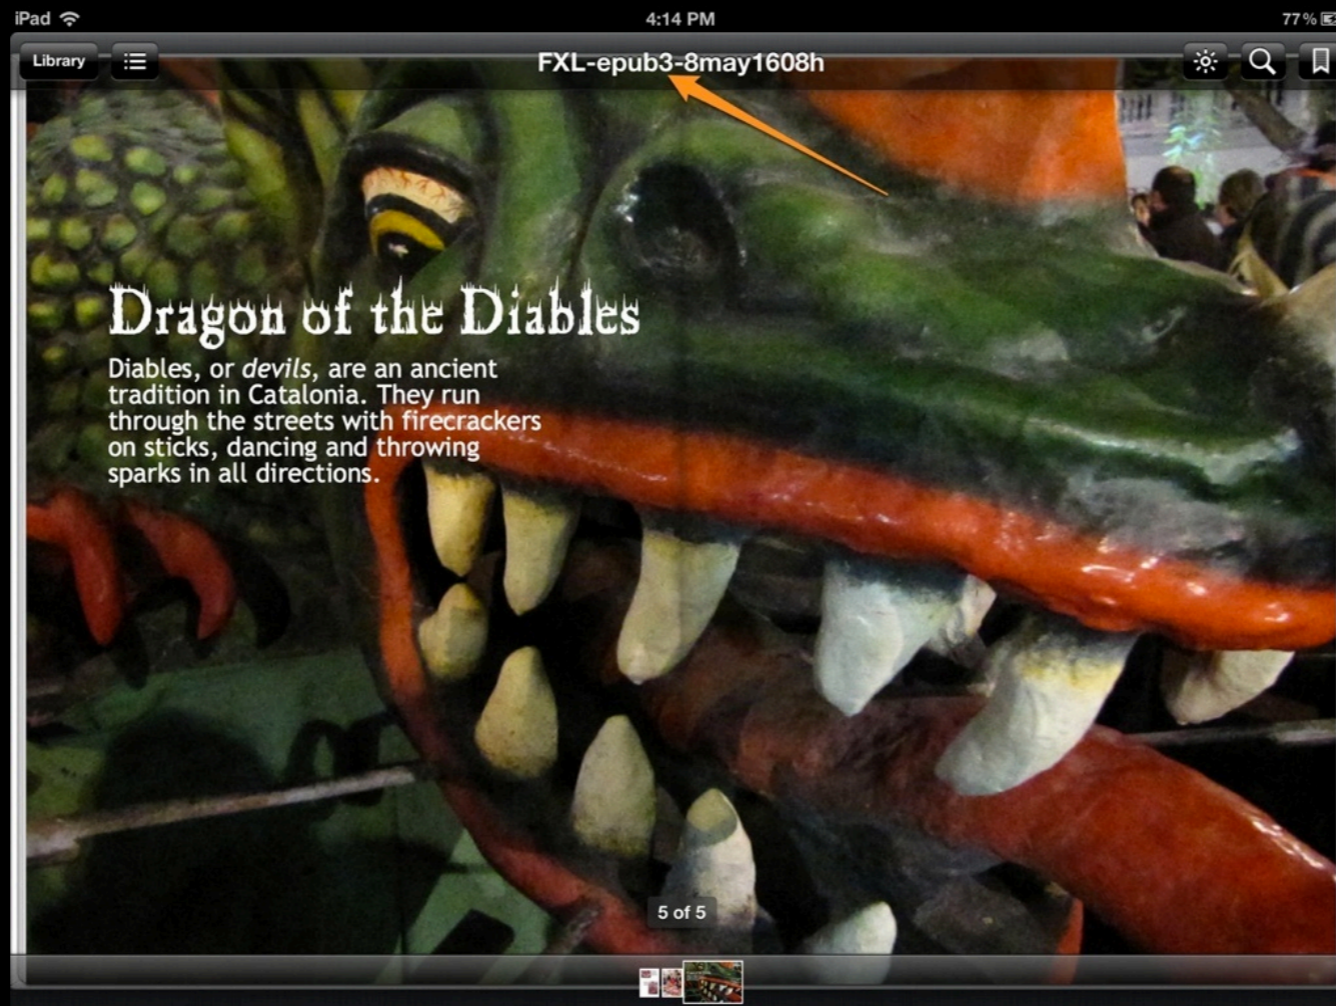 iPad
4:14 PM
77%
Library
FXL-epub3-8may1608h
Dragon of the Diables
Diables, or devils, are an ancient
tradition in Catalonia. They run
through the streets with firecrackers
on sticks, dancing and throwing
sparks in all directions.
5 of 5